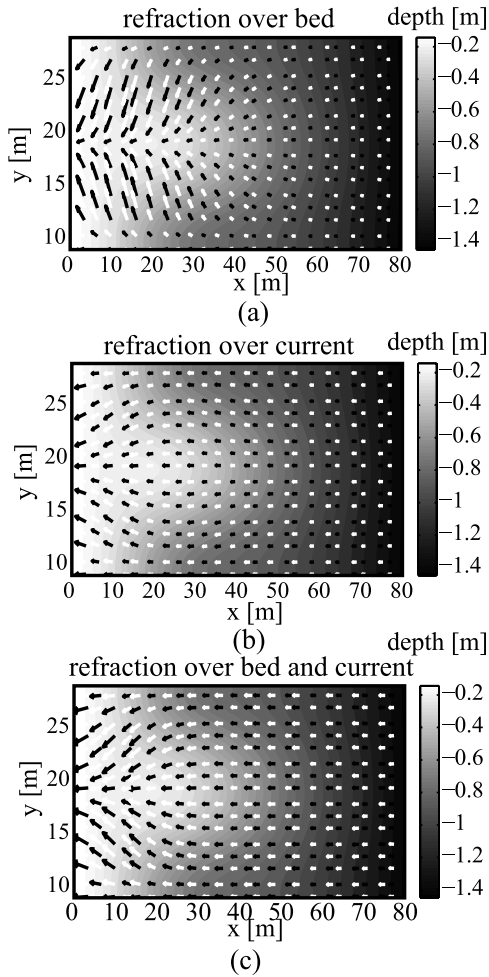 refraction over bed
depth [m]
25
20
15
10
y [m]
0 10 20 30 40 50 60 70 80
x [m]
−0.2
−0.4
−0.6
−0.8
−1
−1.2
−1.4
(a)
refraction over current
depth [m]
25
20
15
10
y [m]
0 10 20 30 40 50 60 70 80
x [m]
−0.2
−0.4
−0.6
−0.8
−1
−1.2
−1.4
(b)
refraction over bed and current
depth [m]
25
20
15
10
y [m]
0 10 20 30 40 50 60 70 80
x [m]
−0.2
−0.4
−0.6
−0.8
−1
−1.2
−1.4
(c)